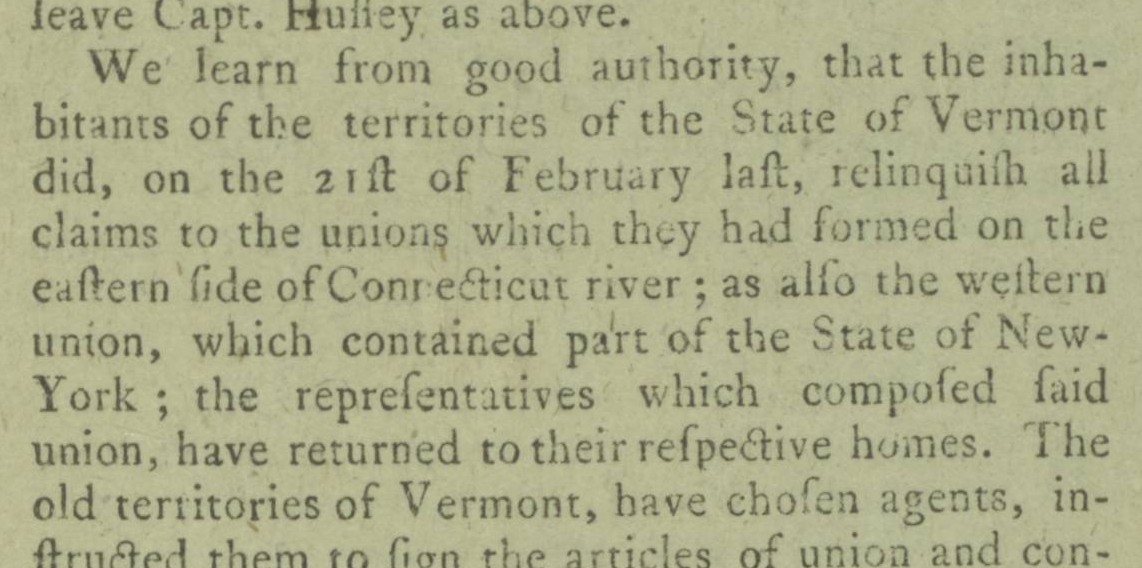 leave Capt. Huſſey as above.
We learn from good authority, that the inha-
bitants of the territories of the State of Vermont
did, on the 21ſt of February laſt, relinquiſh all
claims to the unions which they had formed on the
eaſtern ſide of Connecticut river ; as alſo the weſtern
union, which contained part of the State of New-
York ; the repreſentatives which compoſed ſaid
union, have returned to their reſpective homes. The
old territories of Vermont, have choſen agents, in-
ſtructed them to ſign the articles of union and con-